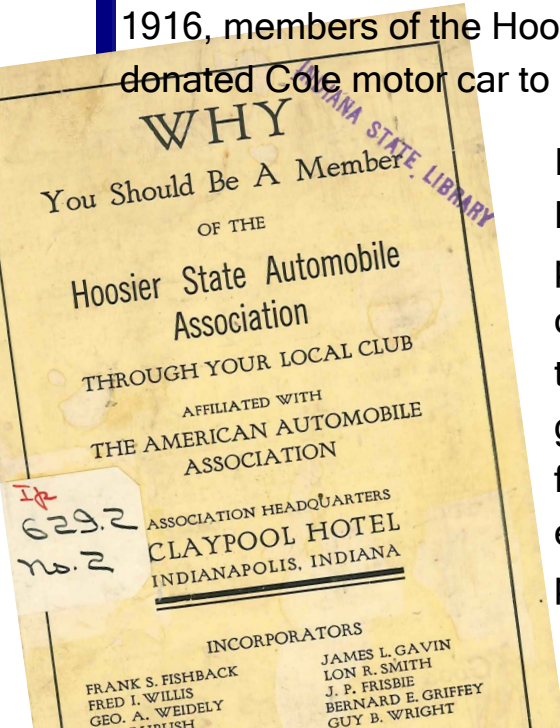 1916, members of the Hoo
donated Cole motor car to
INDIANA STATE LIBRARY
WHY
You Should Be A Member
OF THE
Hoosier State Automobile
Association
THROUGH YOUR LOCAL CLUB
AFFILIATED WITH
THE AMERICAN AUTOMOBILE
ASSOCIATION
ASSOCIATION HEADQUARTERS
CLAYPOOL HOTEL
INDIANAPOLIS, INDIANA
629.2
no. 2
INCORPORATORS
FRANK S. FISHBACK
FRED I. WILLIS
GEO. A. WEIDELY
JAMES L. GAVIN
LON R. SMITH
J. P. FRISBIE
BERNARD E. GRIFFEY
GUY B. WRIGHT